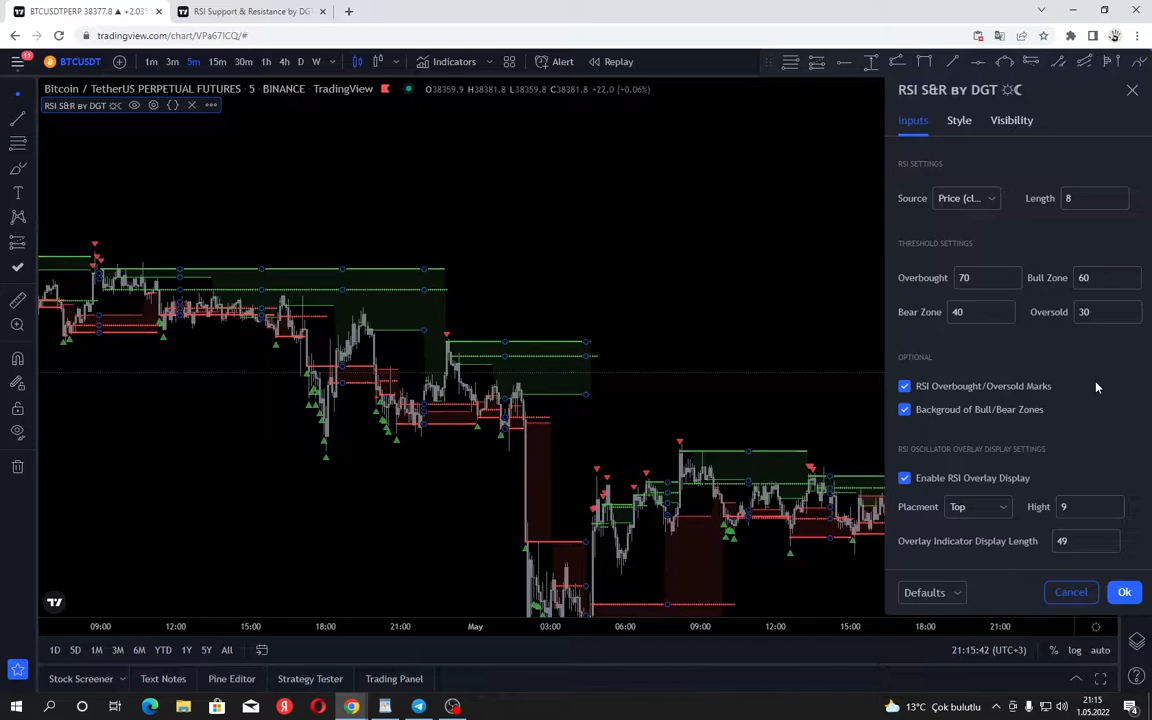 BTCUSDTPERP 38377.8 ▲ +2.03%
RSI Support & Resistance by DGT
tradingview.com/chart/VPa67ICQ/#
11
BTCUSDT
1m 3m 5m 15m 30m 1h 4h D W
Indicators
Alert
Replay
Bitcoin / TetherUS PERPETUAL FUTURES · 5 · BINANCE · TradingView
O38359.9 H38381.8 L38359.8 C38381.8 +22.0 (+0.06%)
RSI S&R BY DGT
RSI S&R BY DGT
Inputs Style Visibility
RSI SETTINGS
Source Price (cl... Length 8
THRESHOLD SETTINGS
Overbought 70 Bull Zone 60
Bear Zone 40 Oversold 30
OPTIONAL
RSI Overbought/Oversold Marks
Backgroud of Bull/Bear Zones
RSI OSCILLATOR OVERLAY DISPLAY SETTINGS
Enable RSI Overlay Display
Placment Top Hight 9
Overlay Indicator Display Length 49
Defaults Cancel Ok
09:00 12:00 15:00 18:00 21:00 May 03:00 06:00 09:00 12:00 15:00 18:00 21:00
1D 5D 1M 3M 6M YTD 1Y 5Y All
21:15:42 (UTC+3) % log auto
Stock Screener Text Notes Pine Editor Strategy Tester Trading Panel
13°C Çok bulutlu
21:15
1.05.2022
4